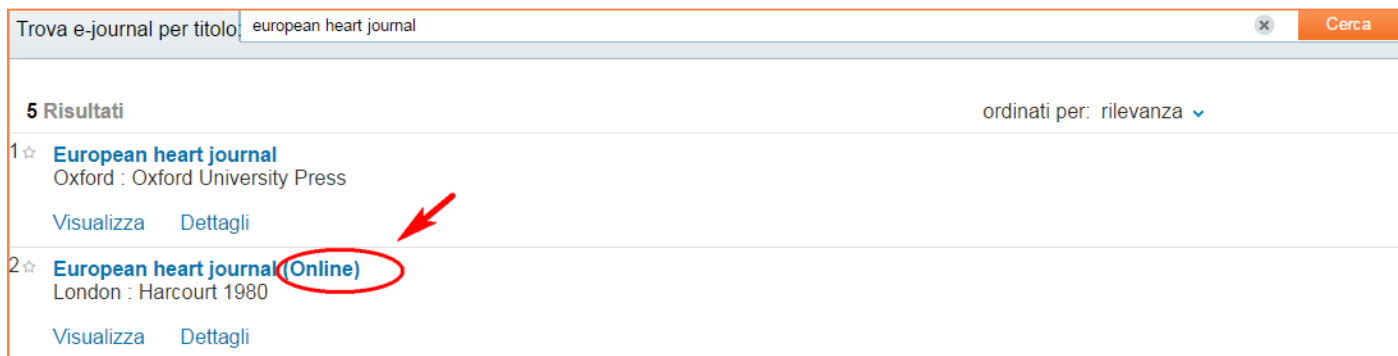 Trova e-journal per titolo: european heart journal Cerca
5 Risultati ordinati per: rilevanza
1 European heart journal
Oxford : Oxford University Press
Visualizza Dettagli
2 European heart journal (Online)
London : Harcourt 1980
Visualizza Dettagli